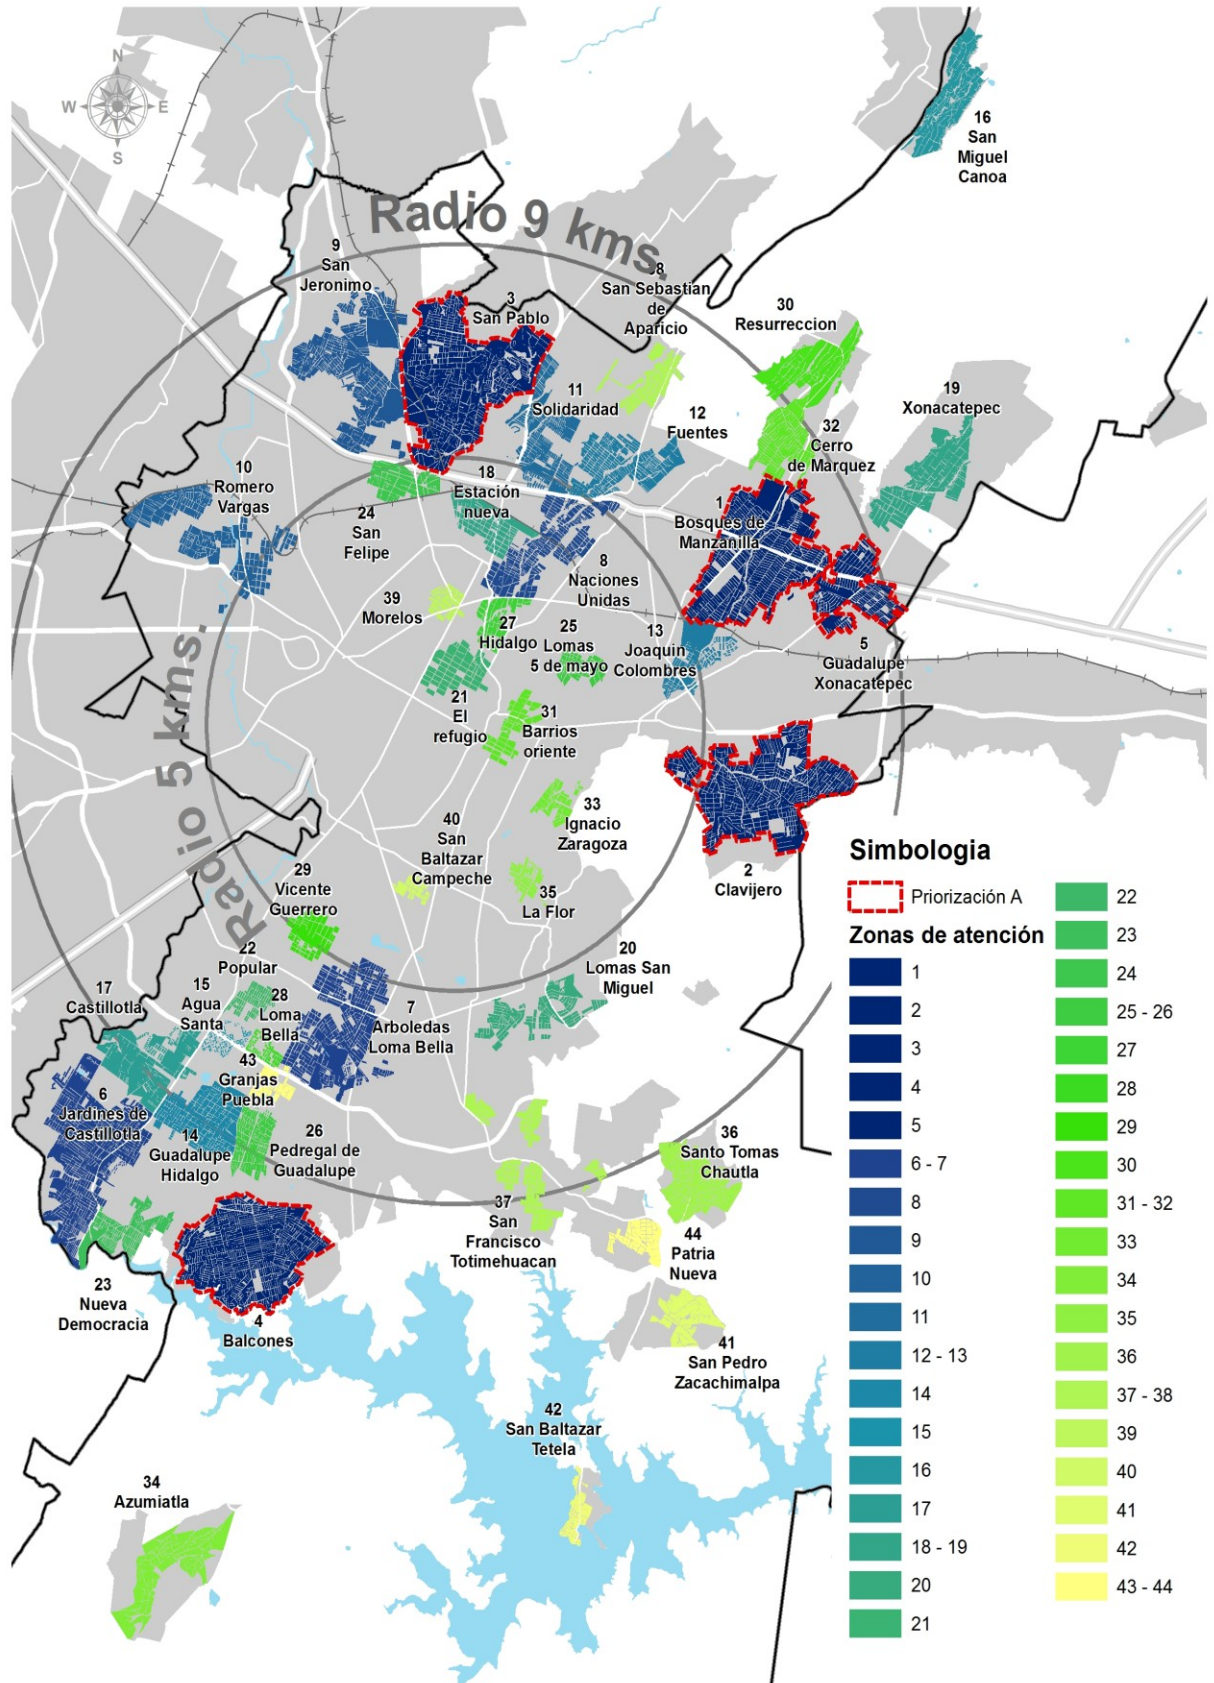 N
W
E
S
16
San
Miguel
Canoa
Radio 9 kms.
9
San
Jeronimo
3
San Pablo
38
San Sebastian
de
Aparicio
30
Resurreccion
11
Solidaridad
12
Fuentes
19
Xonacatepec
32
Cerro
de Marquez
10
Romero
Vargas
18
Estación
nueva
24
San
Felipe
1
Bosques de
Manzanilla
8
Naciones
Unidas
39
Morelos
27
Hidalgo
25
Lomas
5 de mayo
13
Joaquin
Colombres
5
Guadalupe
Xonacatepec
21
El
refugio
31
Barrios
oriente
Radio 5 kms.
33
Ignacio
Zaragoza
40
San
Baltazar
Campeche
35
La Flor
2
Clavijero
29
Vicente
Guerrero
22
Popular
20
Lomas San
Miguel
17
Castillotla
15
Agua
Santa
28
Loma
Bella
7
Arboledas
Loma Bella
43
Granjas
Puebla
6
Jardines de
Castillotla
14
Guadalupe
Hidalgo
26
Pedregal de
Guadalupe
36
Santo Tomas
Chautla
37
San
Francisco
Totimehuacan
44
Patria
Nueva
23
Nueva
Democracia
4
Balcones
41
San Pedro
Zacachimalpa
42
San Baltazar
Tetela
34
Azumiatla
Simbologia
Priorización A
Zonas de atención
1
2
3
4
5
6 - 7
8
9
10
11
12 - 13
14
15
16
17
18 - 19
20
21
22
23
24
25 - 26
27
28
29
30
31 - 32
33
34
35
36
37 - 38
39
40
41
42
43 - 44